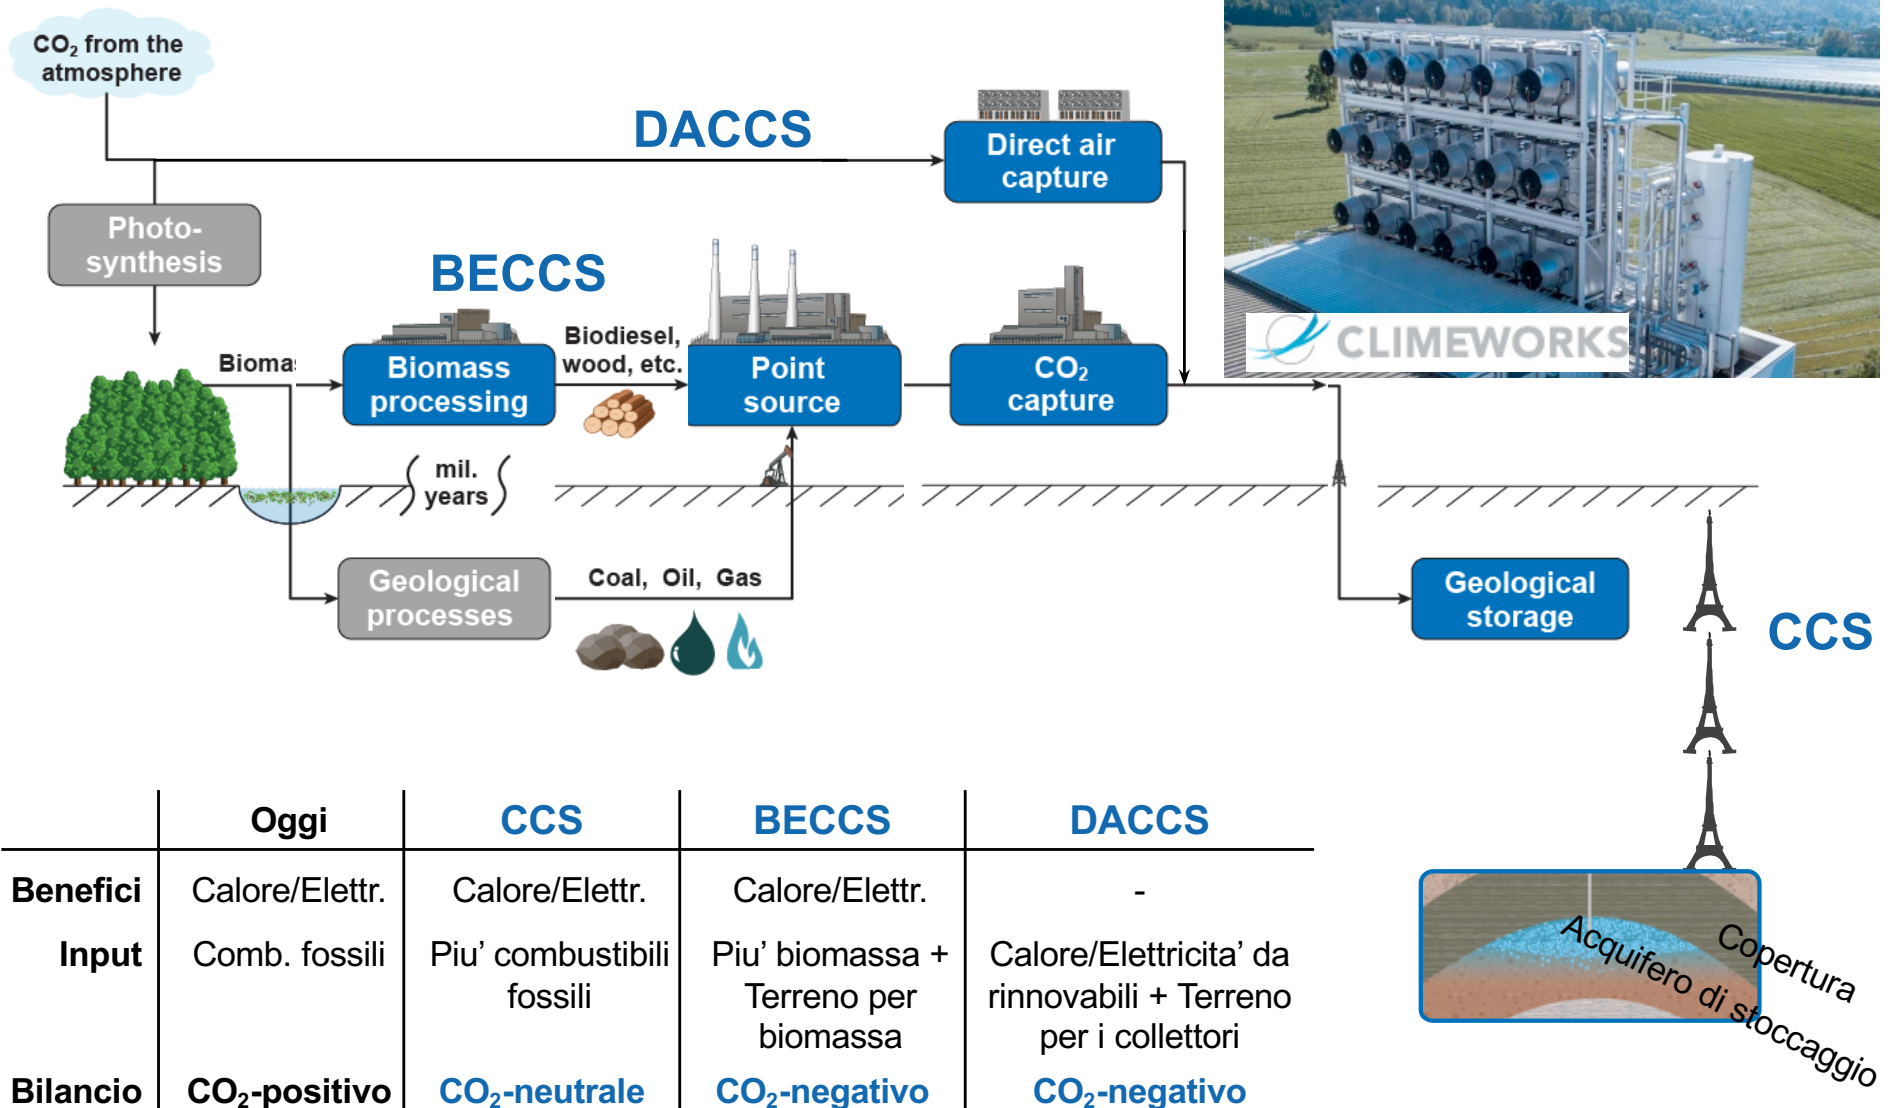 CO₂ from the
atmosphere
DACCS
Direct air
capture
CLIMEWORKS
Photo-
synthesis
BECCS
Biomas
Biomass
processing
Biodiesel,
wood, etc.
Point
source
CO₂
capture
mil.
years
Geological
processes
Coal, Oil, Gas
Geological
storage
CCS
Oggi
CCS
BECCS
DACCS
Benefici
Calore/Elettr.
Calore/Elettr.
Calore/Elettr.
-
Input
Comb. fossili
Piu' combustibili
fossili
Piu' biomassa +
Terreno per
biomassa
Calore/Elettricita' da
rinnovabili + Terreno
per i collettori
Bilancio
CO₂-positivo
CO₂-neutrale
CO₂-negativo
CO₂-negativo
Copertura
Acquifero di stoccaggio